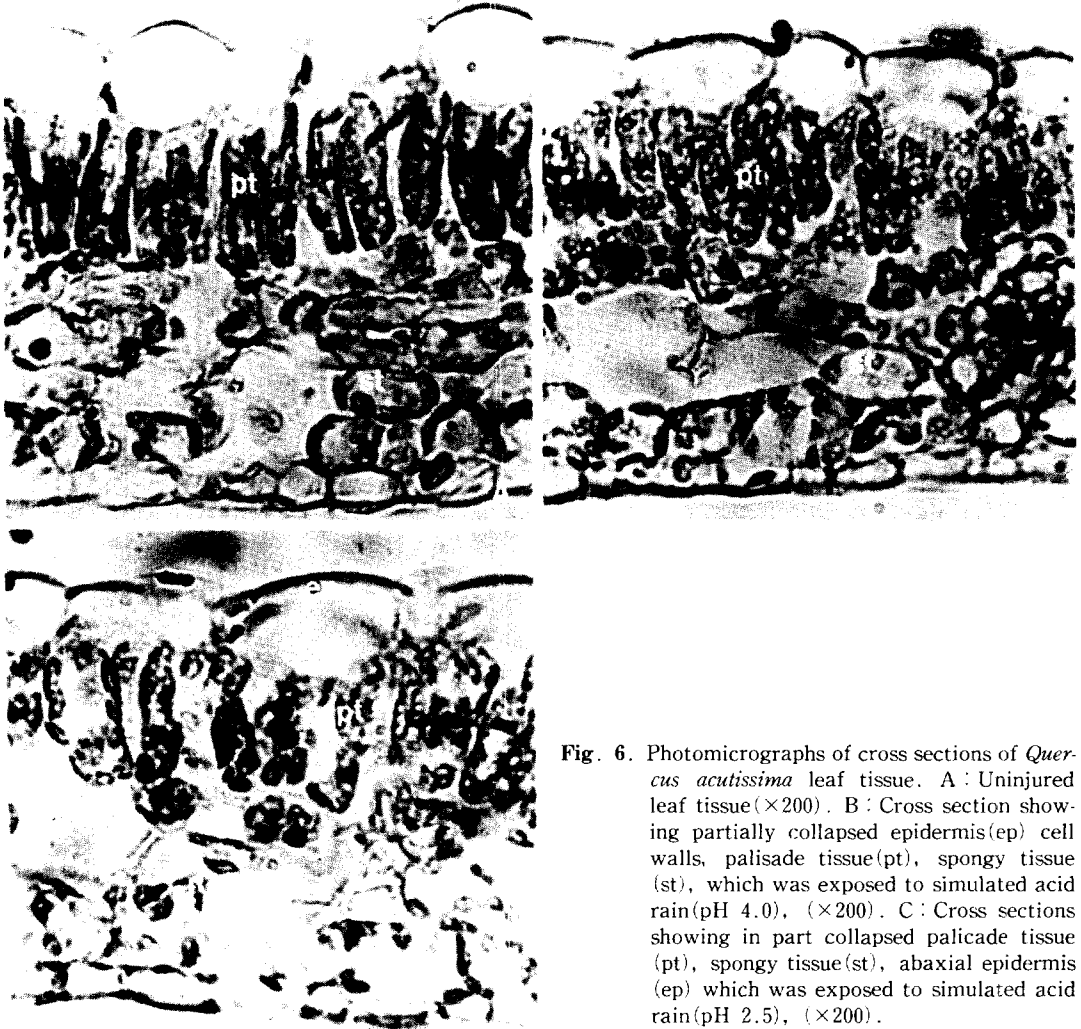 pt
pt
st
e
pt
Fig. 6. Photomicrographs of cross sections of Quer-
cus acutissima leaf tissue. A : Uninjured
leaf tissue(×200). B : Cross section show-
ing partially collapsed epidermis(ep) cell
walls, palisade tissue(pt), spongy tissue
(st), which was exposed to simulated acid
rain(pH 4.0), (×200). C : Cross sections
showing in part collapsed palicade tissue
(pt), spongy tissue(st), abaxial epidermis
(ep) which was exposed to simulated acid
rain(pH 2.5), (×200).